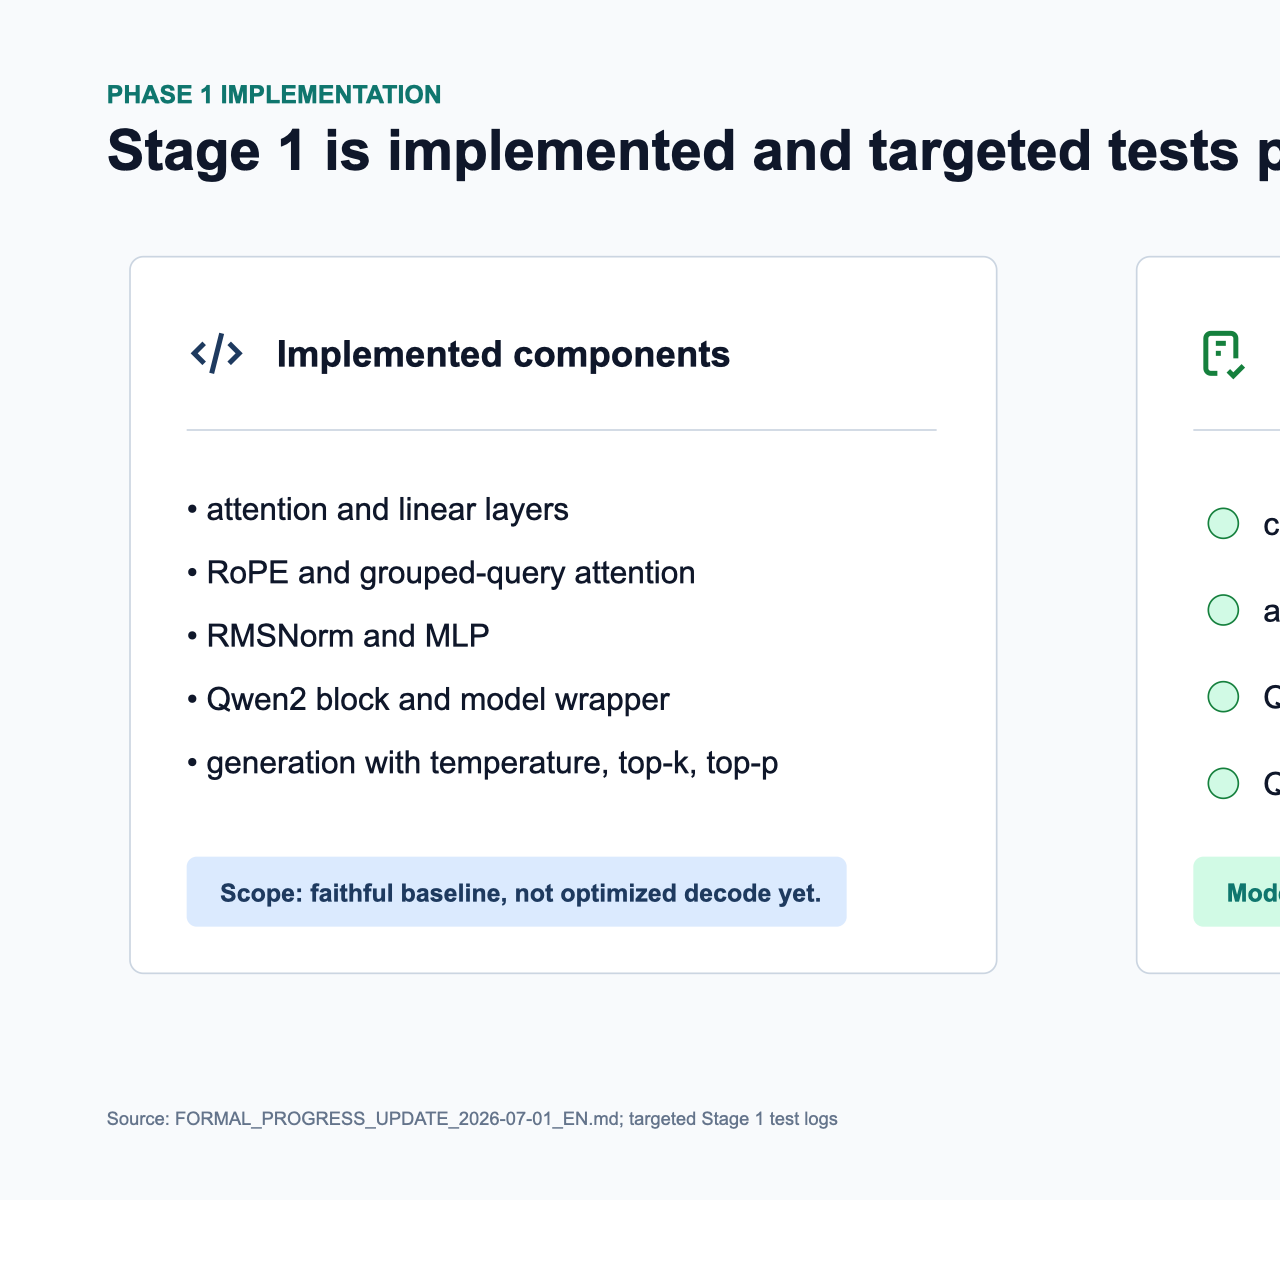 PHASE 1 IMPLEMENTATION
Stage 1 is implemented and targeted tests p
Implemented components
• attention and linear layers
• RoPE and grouped-query attention
• RMSNorm and MLP
• Qwen2 block and model wrapper
• generation with temperature, top-k, top-p
Scope: faithful baseline, not optimized decode yet.
a
Q
Q
Source: FORMAL_PROGRESS_UPDATE_2026-07-01_EN.md; targeted Stage 1 test logs